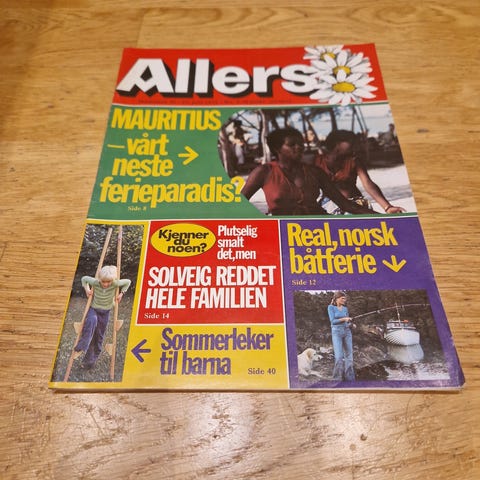 Allers
MAURITIUS
– vårt
neste
ferieparadis?
Side 8
Kjenner
du
noen?
Plutselig
smalt
det, men
SOLVEIG REDDET
HELE FAMILIEN
Side 14
Real, norsk
båtferie
Side 12
Sommerleker
til barna
Side 40